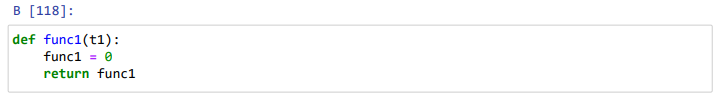 В [118]:
def func1(t1):
    func1 = 0
    return func1